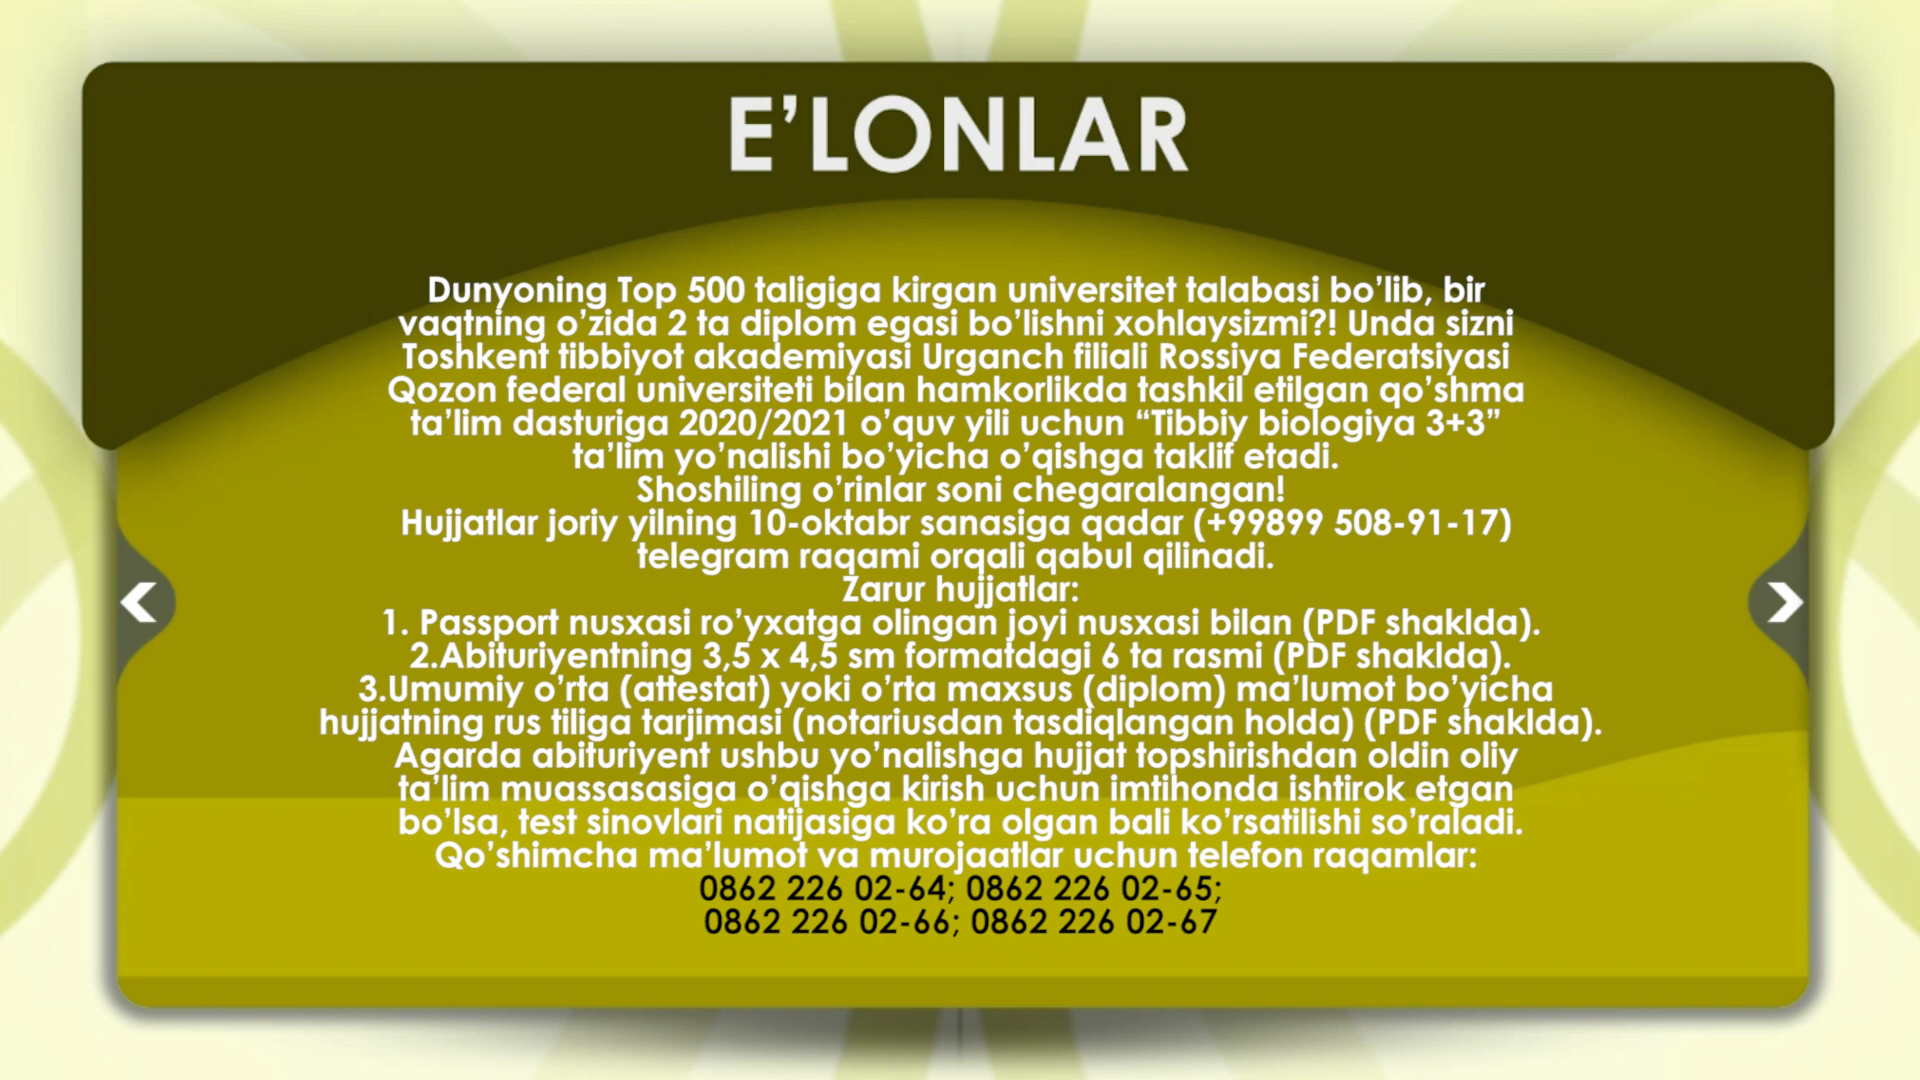 E’LONLAR
Dunyoning Top 500 taligiga kirgan universitet talabasi bo’lib, bir
vaqtning o’zida 2 ta diplom egasi bo’lishni xohlaysizmi?! Unda sizni
Toshkent tibbiyot akademiyasi Urganch filiali Rossiya Federatsiyasi
Qozon federal universiteti bilan hamkorlikda tashkil etilgan qo’shma
ta’lim dasturiga 2020/2021 o’quv yili uchun “Tibbiy biologiya 3+3”
ta’lim yo’nalishi bo’yicha o’qishga taklif etadi.
Shoshiling o’rinlar soni chegaralangan!
Hujjatlar joriy yilning 10-oktabr sanasiga qadar (+99899 508-91-17)
telegram raqami orqali qabul qilinadi.
Zarur hujjatlar:
1. Passport nusxasi ro’yxatga olingan joyi nusxasi bilan (PDF shaklda).
2.Abituriyentning 3,5 x 4,5 sm formatdagi 6 ta rasmi (PDF shaklda).
3.Umumiy o’rta (attestat) yoki o’rta maxsus (diplom) ma’lumot bo’yicha
hujjatning rus tiliga tarjimasi (notariusdan tasdiqlangan holda) (PDF shaklda).
Agarda abituriyent ushbu yo’nalishga hujjat topshirishdan oldin oliy
ta’lim muassasasiga o’qishga kirish uchun imtihonda ishtirok etgan
bo’lsa, test sinovlari natijasiga ko’ra olgan bali ko’rsatilishi so’raladi.
Qo’shimcha ma’lumot va murojaatlar uchun telefon raqamlar:
0862 226 02-64; 0862 226 02-65;
0862 226 02-66; 0862 226 02-67